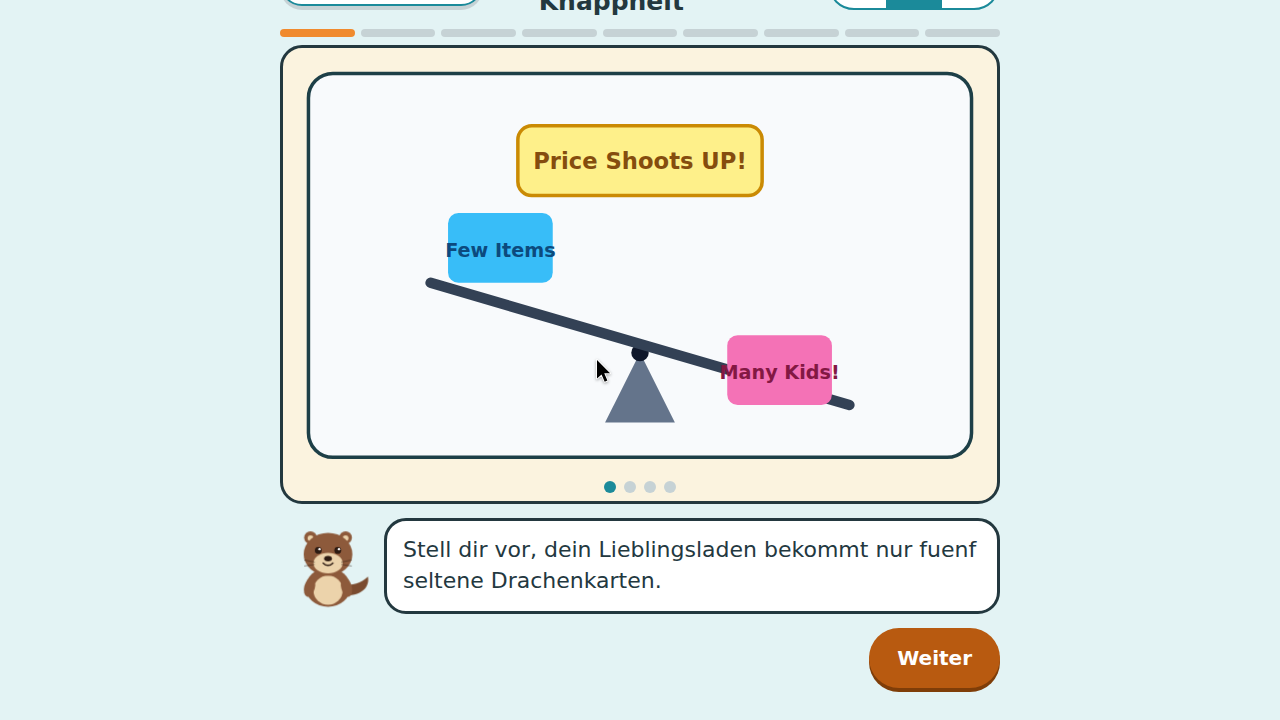 Knappheit
Price Shoots UP!
Few Items
Many Kids!
Stell dir vor, dein Lieblingsladen bekommt nur fuenf
seltene Drachenkarten.
Weiter